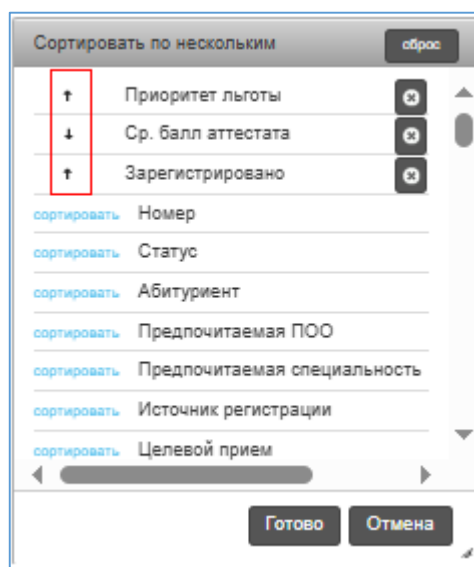 Сортировать по нескольким сброс
↑ Приоритет льготы
↓ Ср. балл аттестата
↑ Зарегистрировано
сортировать Номер
сортировать Статус
сортировать Абитуриент
сортировать Предпочитаемая ПОО
сортировать Предпочитаемая специальность
сортировать Источник регистрации
сортировать Целевой прием
Готово Отмена